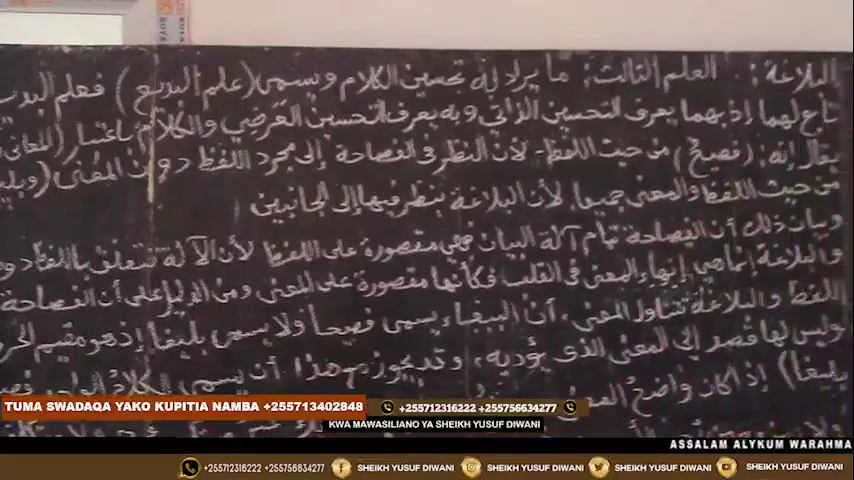 البلاغة: العلم الثالث: ما يراد به تحسين الكلام ويسمى (علم البديع) فعلم البديع
تابع لهما إذ بهما يعرف التحسين الذاتي وبه يعرف التحسين العرضي والكلام باعتبار (المعاني
يقال إنه: (فصيح) من حيث اللفظ- لأن النظر في الفصاحة إلى مجرد اللفظ دون المعنى (وبليغ
من حيث اللفظ والمعنى جميعا لأن البلاغة ينظر فيها إلى الجانبين
وبيان ذلك أن الفصاحة تمام آلة البيان فهي مقصورة على اللفظ لأن الآلة تتعلق باللفظ
والبلاغة إنما هي إنهاء المعنى في القلب فكأنها مقصورة على المعنى ومن الدليل على أن الفصاحة
اللفظ والبلاغة تتناول المعنى، أن الببغاء يسمى فصيحا ولا يسمى بليغا إذ هو مقيم
وليس لها قصد إلى المعنى الذي يؤديه، وقد يجوز مع هذا أن يسمى الكلام الواحد
بليغا) إذا كان واضح المعنى
TUMA SWADAQA YAKO KUPITIA NAMBA +255713402848
+255712316222 +255756634277
KWA MAWASILIANO YA SHEIKH YUSUF DIWANI
ASSALAM ALYKUM WARAHMA
+255712316222 +255756634277 SHEIKH YUSUF DIWANI SHEIKH YUSUF DIWANI SHEIKH YUSUF DIWANI SHEIKH YUSUF DIWANI